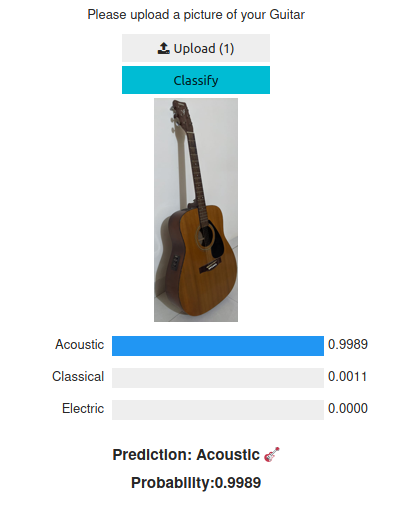 Please upload a picture of your Guitar
Upload (1)
Classify
Acoustic 0.9989
Classical 0.0011
Electric 0.0000
Prediction: Acoustic 🎸
Probability:0.9989